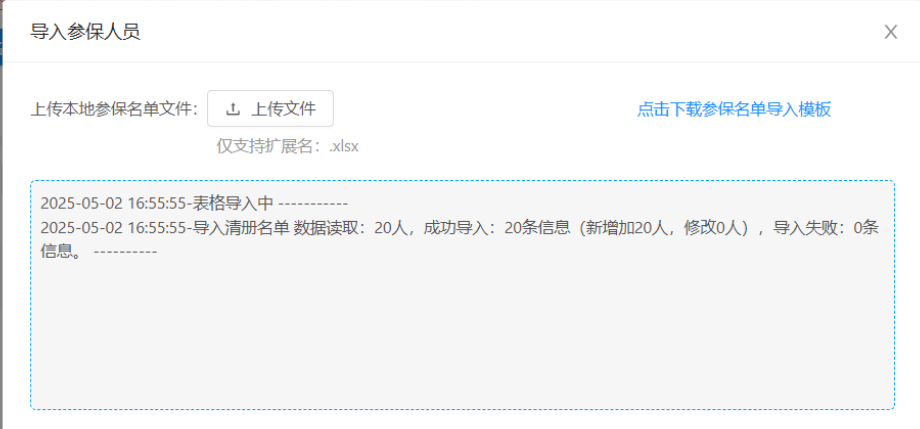 导入参保人员
上传本地参保名单文件： 上传文件 点击下载参保名单导入模板
仅支持扩展名：.xlsx
2025-05-02 16:55:55-表格导入中 -----------
2025-05-02 16:55:55-导入清册名单 数据读取：20人，成功导入：20条信息（新增加20人，修改0人），导入失败：0条
信息。 ----------